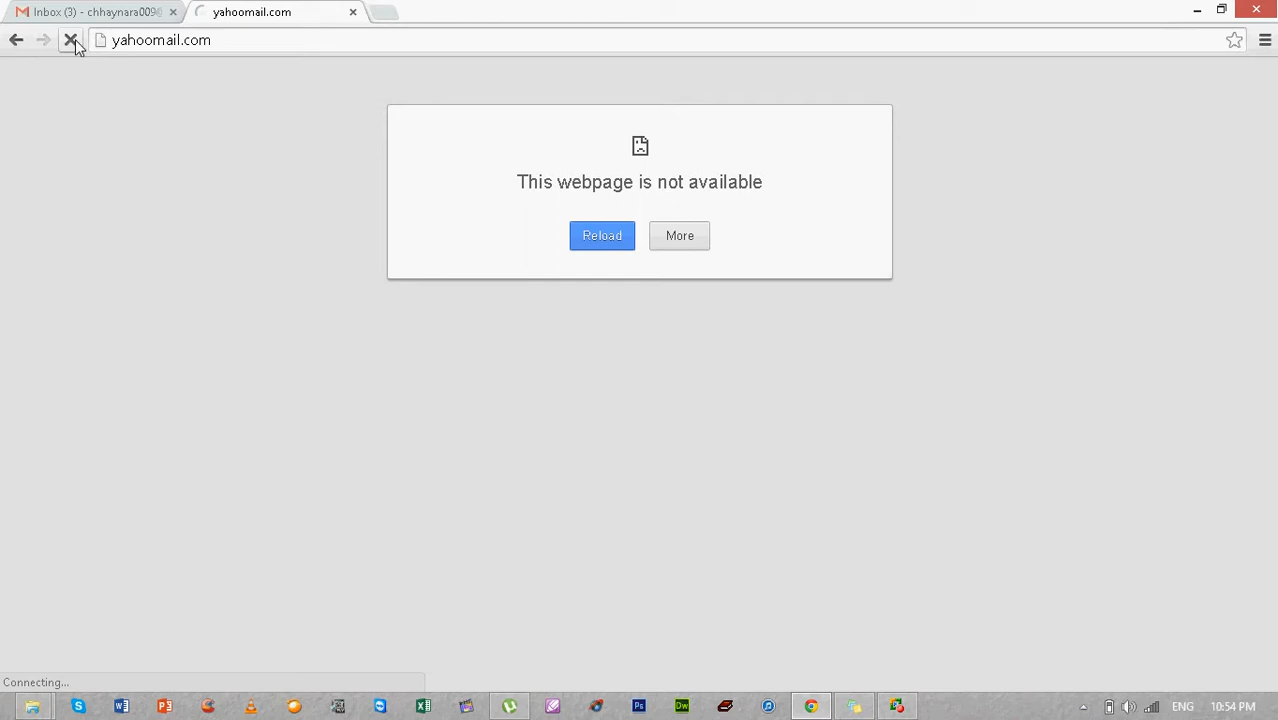 Inbox (3) - chhaynara009@
yahoomail.com
yahoomail.com
This webpage is not available
Reload
More
Connecting...
ENG
10:54 PM